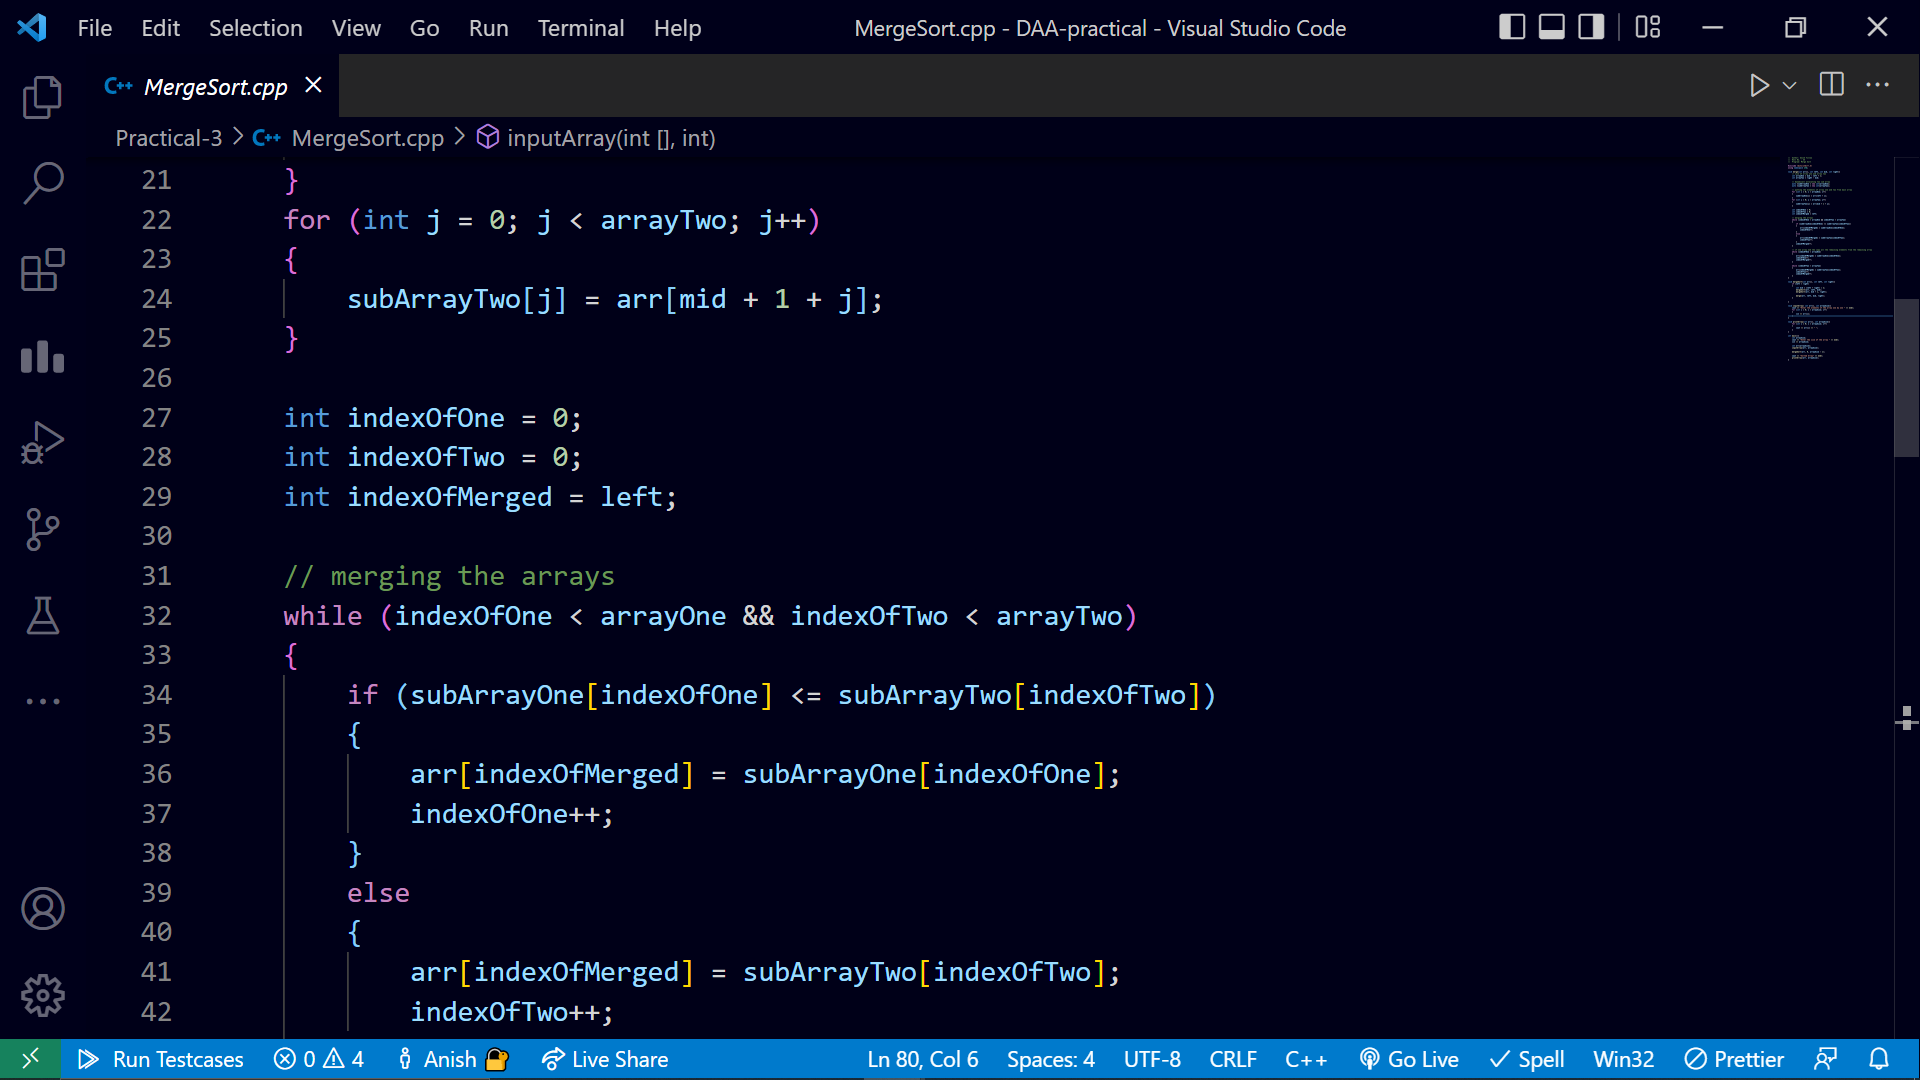 File Edit Selection View Go Run Terminal Help MergeSort.cpp - DAA-practical - Visual Studio Code
C++ MergeSort.cpp
Practical-3 > C++ MergeSort.cpp > inputArray(int [], int)
21 }
22 for (int j = 0; j < arrayTwo; j++)
23 {
24 subArrayTwo[j] = arr[mid + 1 + j];
25 }
26
27 int indexOfOne = 0;
28 int indexOfTwo = 0;
29 int indexOfMerged = left;
30
31 // merging the arrays
32 while (indexOfOne < arrayOne && indexOfTwo < arrayTwo)
33 {
34 if (subArrayOne[indexOfOne] <= subArrayTwo[indexOfTwo])
35 {
36 arr[indexOfMerged] = subArrayOne[indexOfOne];
37 indexOfOne++;
38 }
39 else
40 {
41 arr[indexOfMerged] = subArrayTwo[indexOfTwo];
42 indexOfTwo++;
Run Testcases 0 4 Anish Live Share Ln 80, Col 6 Spaces: 4 UTF-8 CRLF C++ Go Live Spell Win32 Prettier